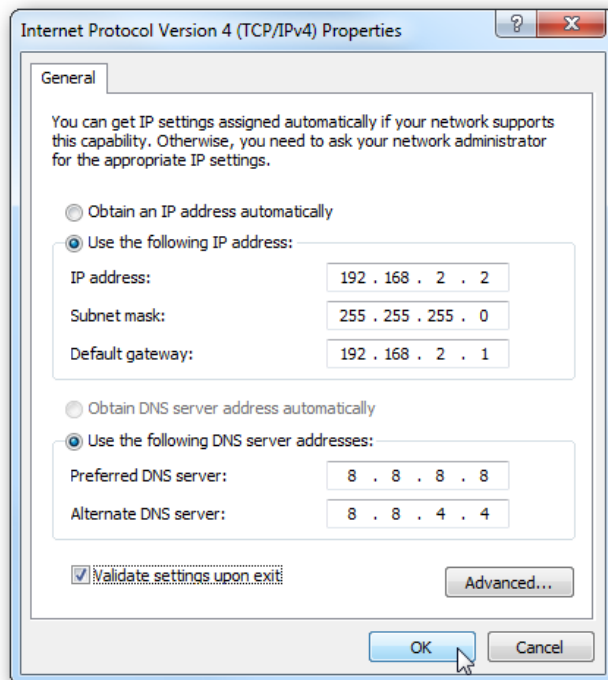 Internet Protocol Version 4 (TCP/IPv4) Properties
?
General
You can get IP settings assigned automatically if your network supports
this capability. Otherwise, you need to ask your network administrator
for the appropriate IP settings.
Obtain an IP address automatically
Use the following IP address:
IP address: 192 . 168 . 2 . 2
Subnet mask: 255 . 255 . 255 . 0
Default gateway: 192 . 168 . 2 . 1
Obtain DNS server address automatically
Use the following DNS server addresses:
Preferred DNS server: 8 . 8 . 8 . 8
Alternate DNS server: 8 . 8 . 4 . 4
Validate settings upon exit
Advanced...
OK Cancel